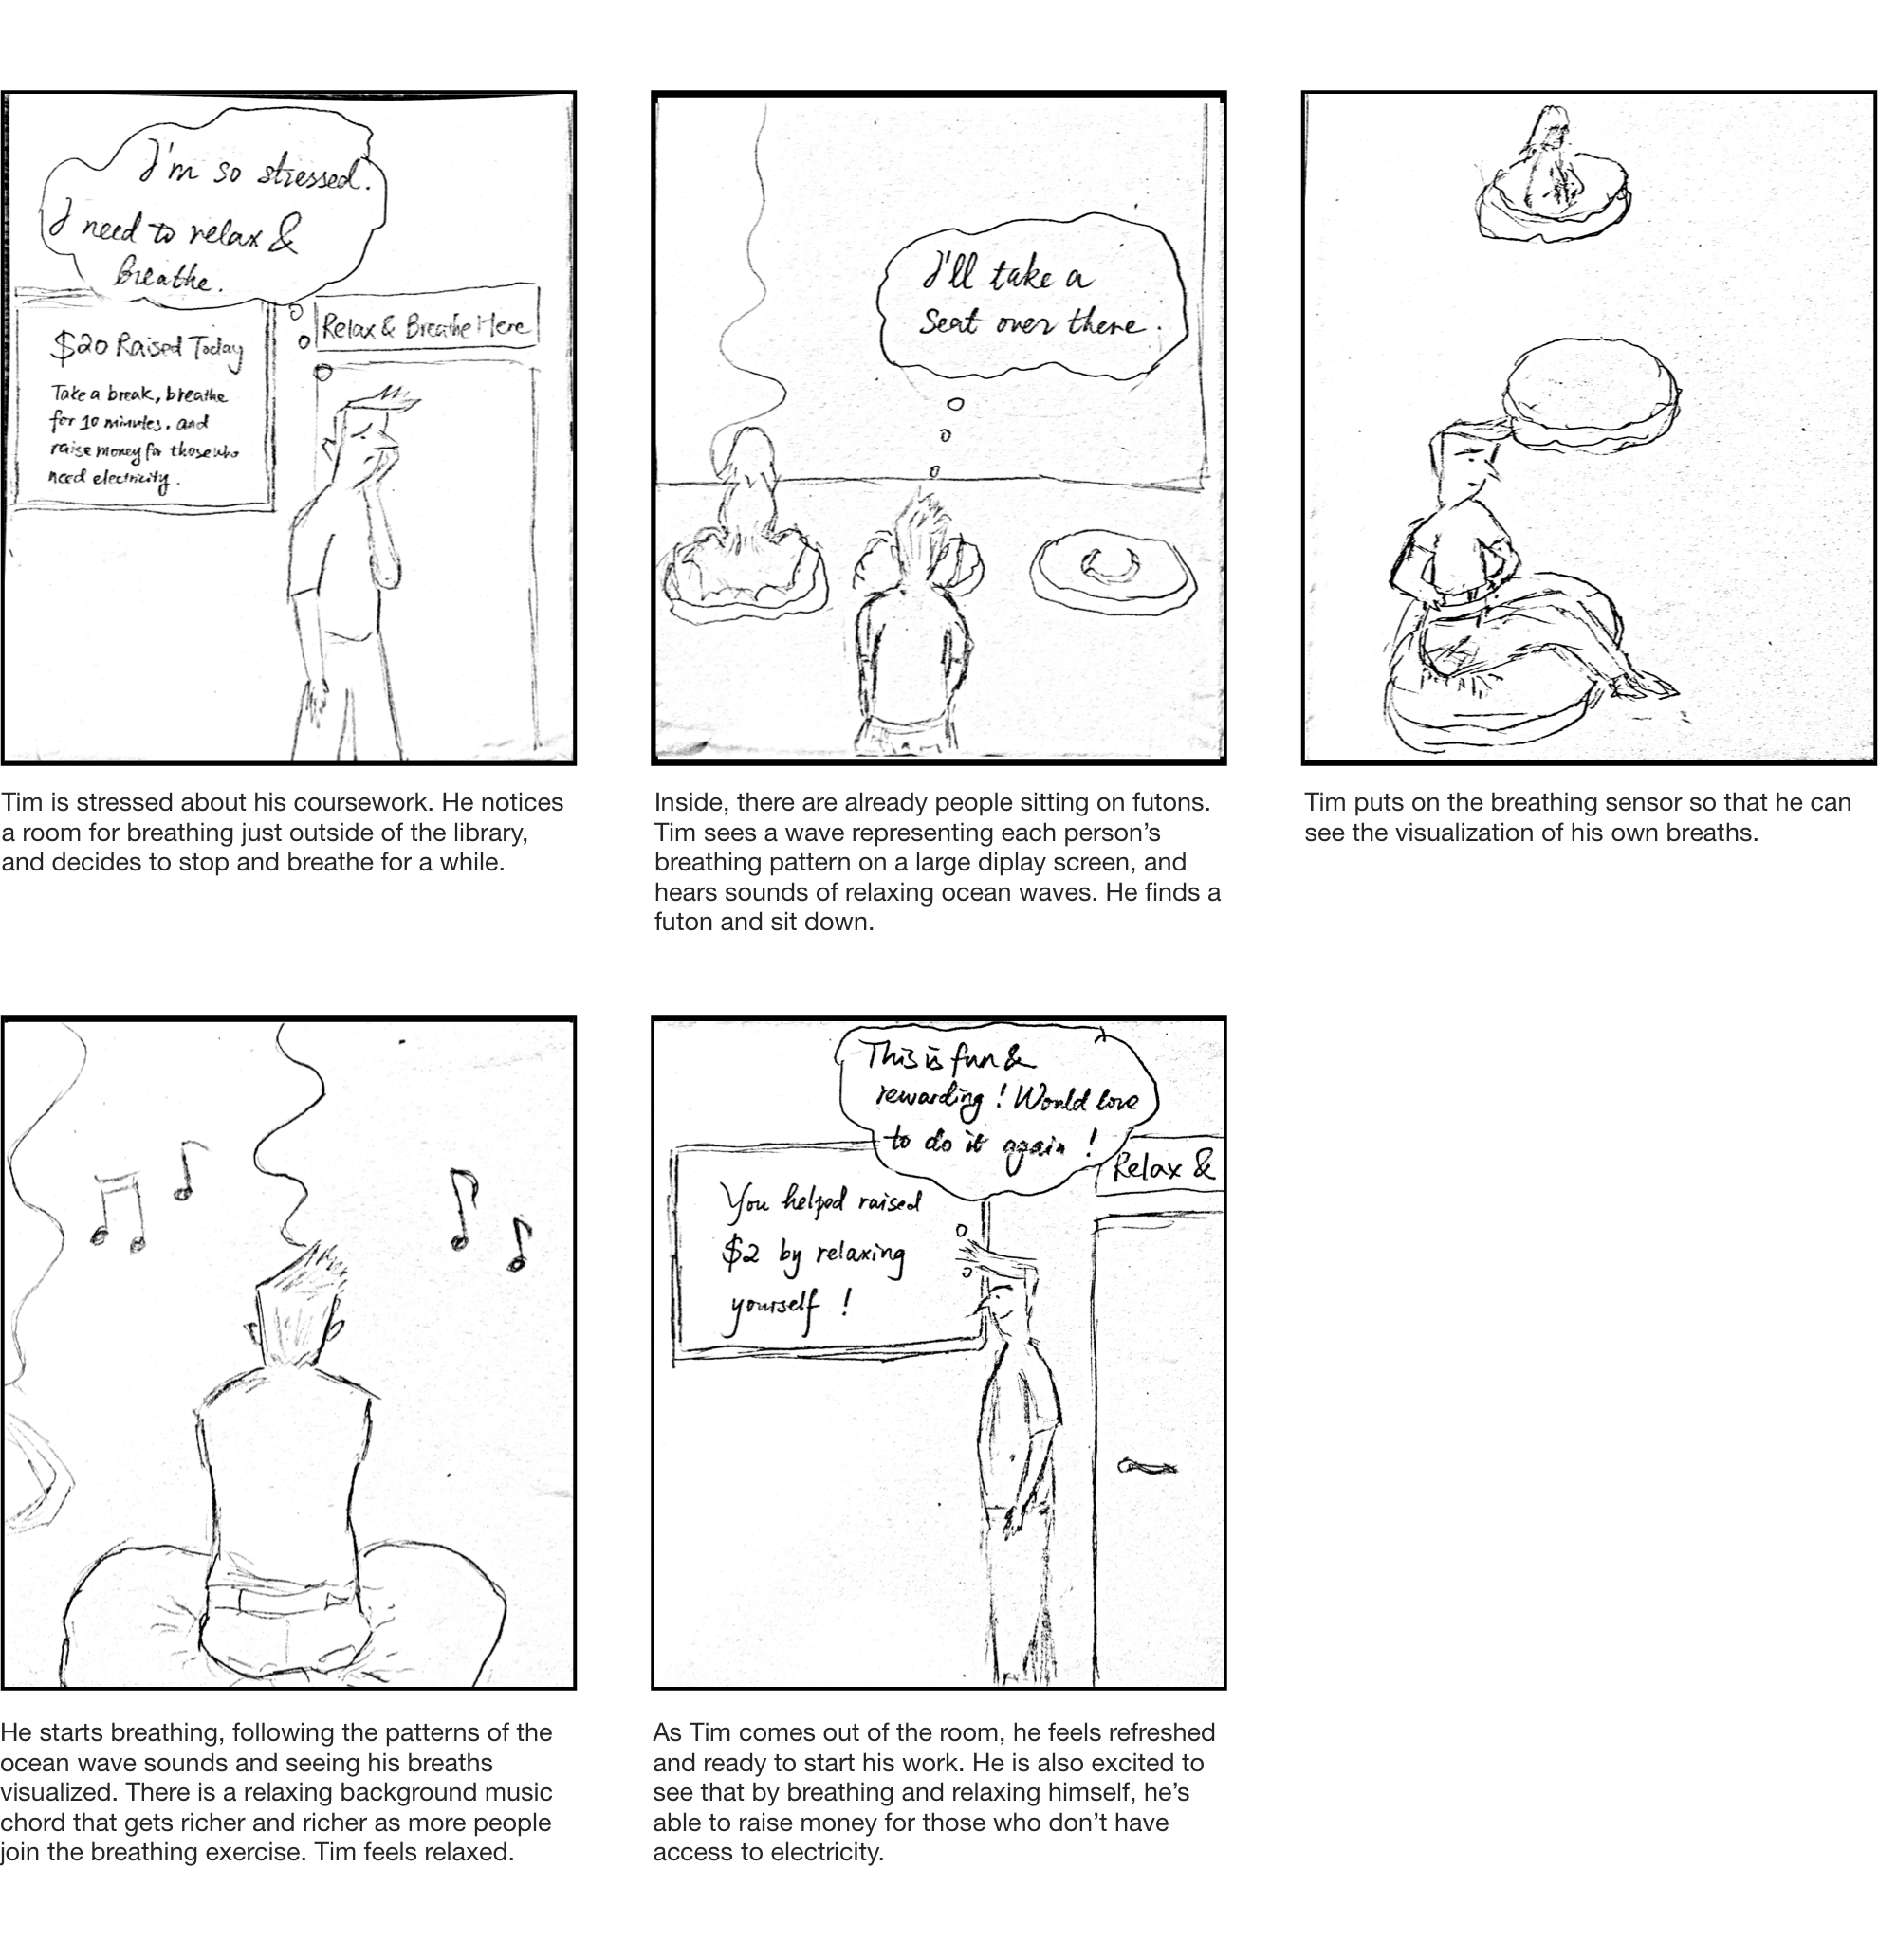 I'm so stressed.
I need to relax &
breathe.
$20 Raised Today
Take a break, breathe
for 10 minutes. and
raise money for those who
need electricity.
Relax & Breathe Here
Tim is stressed about his coursework. He notices
a room for breathing just outside of the library,
and decides to stop and breathe for a while.
I'll take a
Seat over there.
Inside, there are already people sitting on futons.
Tim sees a wave representing each person's
breathing pattern on a large diplay screen, and
hears sounds of relaxing ocean waves. He finds a
futon and sit down.
Tim puts on the breathing sensor so that he can
see the visualization of his own breaths.
He starts breathing, following the patterns of the
ocean wave sounds and seeing his breaths
visualized. There is a relaxing background music
chord that gets richer and richer as more people
join the breathing exercise. Tim feels relaxed.
This is fun &
rewarding! Would love
to do it again!
Relax &
You helped raised
$2 by relaxing
yourself!
As Tim comes out of the room, he feels refreshed
and ready to start his work. He is also excited to
see that by breathing and relaxing himself, he's
able to raise money for those who don't have
access to electricity.